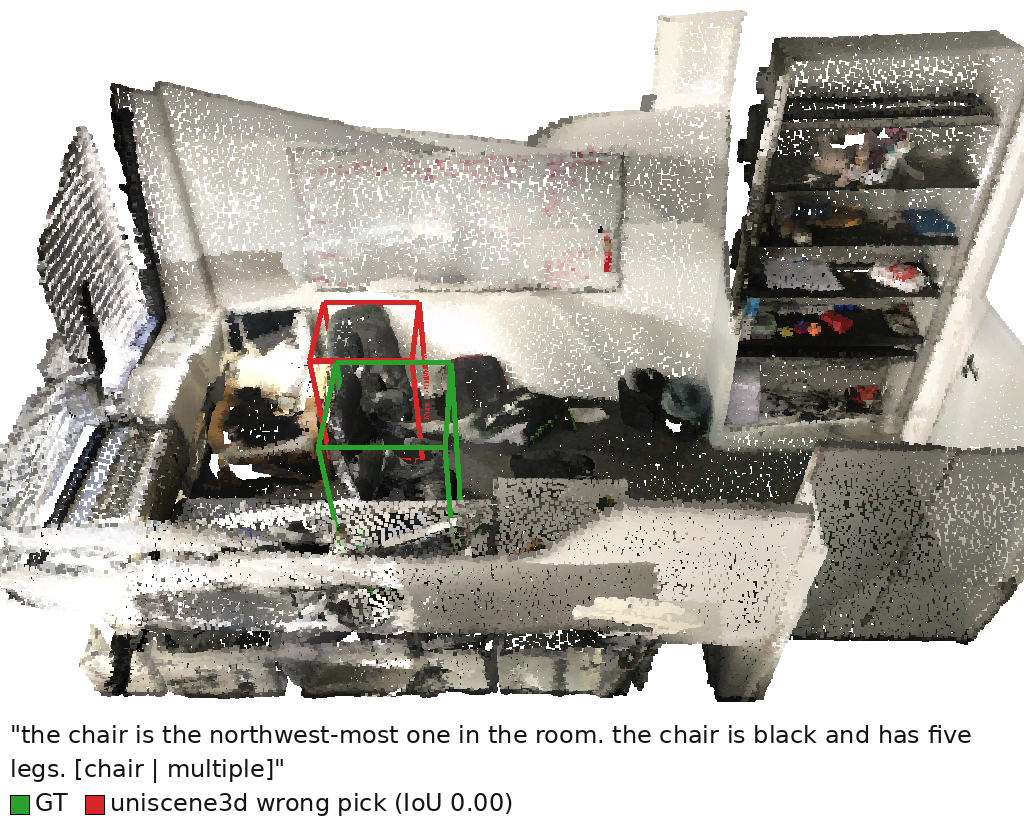 "the chair is the northwest-most one in the room. the chair is black and has five
legs. [chair | multiple]"
GT uniscene3d wrong pick (IoU 0.00)